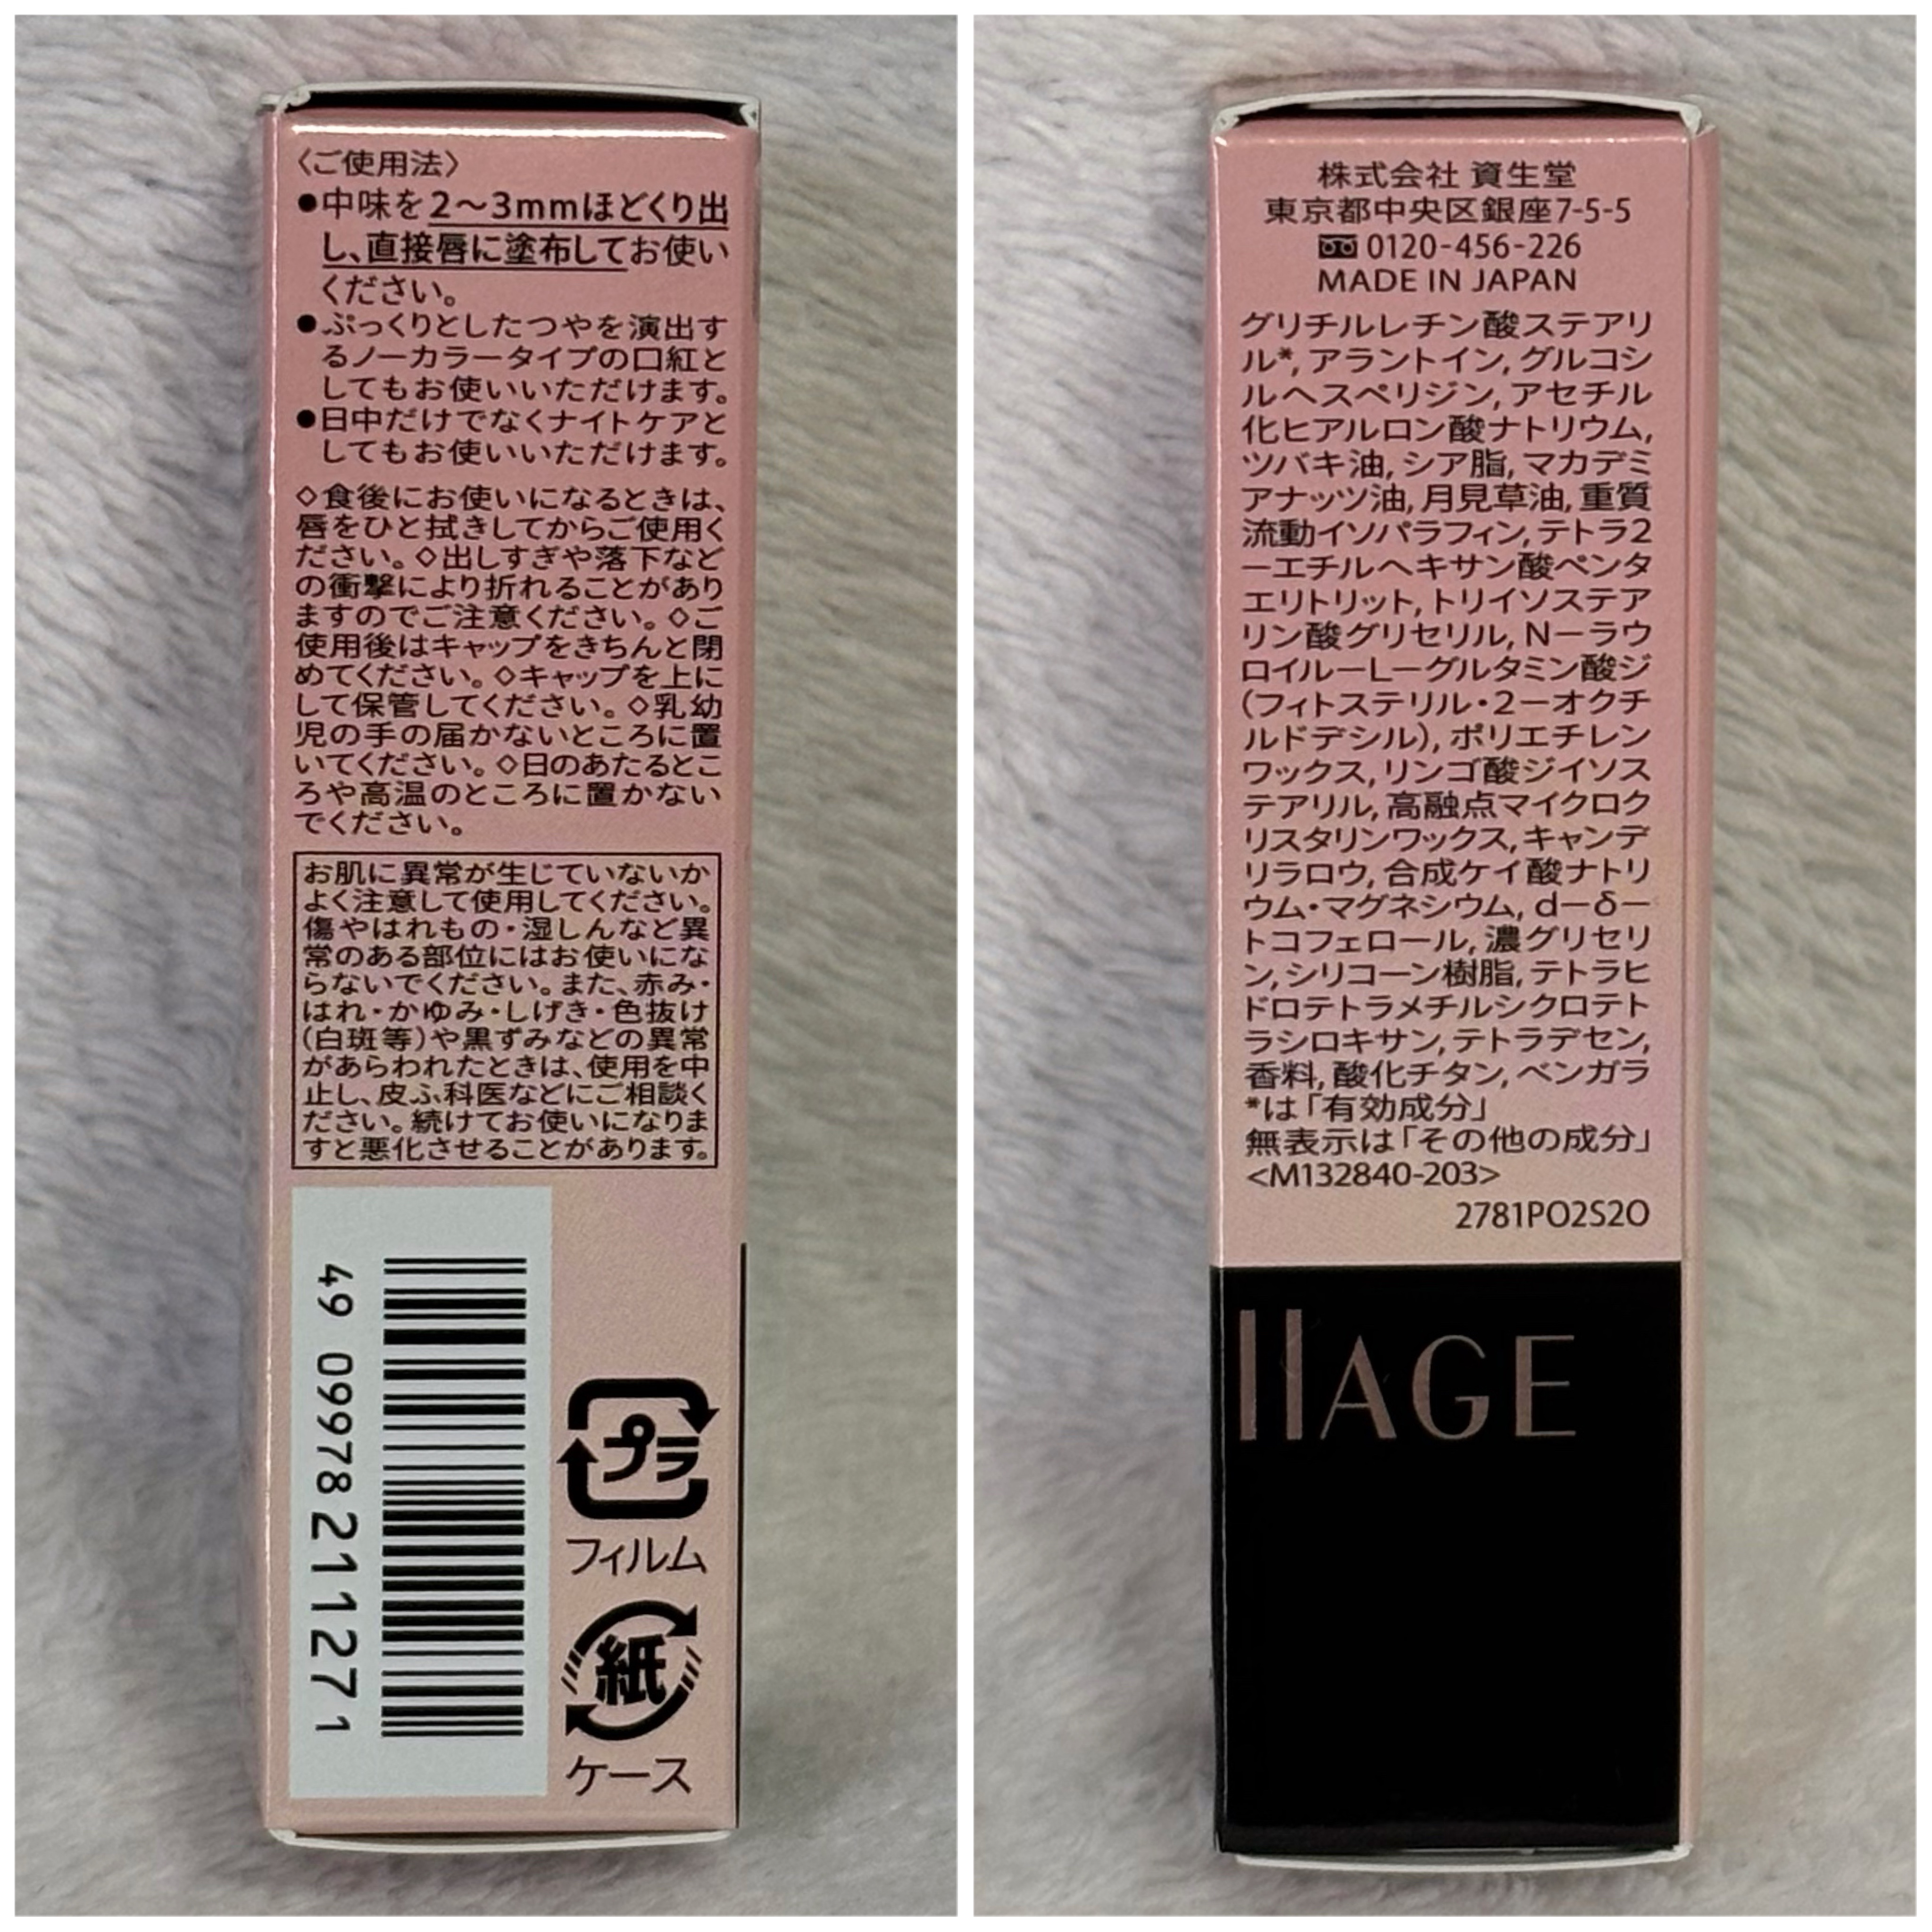 〈ご使用法〉
●中味を2〜3mmほどくり出
し、直接唇に塗布してお使い
ください。
●ぷっくりとしたつやを演出す
るノーカラータイプの口紅と
してもお使いいただけます。
●日中だけでなくナイトケアと
してもお使いいただけます。
◇食後にお使いになるときは、
唇をひと拭きしてからご使用く
ださい。◇出しすぎや落下など
の衝撃により折れることがあり
ますのでご注意ください。◇ご
使用後はキャップをきちんと閉
めてください。◇キャップを上に
して保管してください。◇乳幼
児の手の届かないところに置
いてください。◇日のあたるとこ
ろや高温のところに置かない
でください。
お肌に異常が生じていないか
よく注意して使用してください。
傷やはれもの・湿しんなど異
常のある部位にはお使いにな
らないでください。また、赤み・
はれ・かゆみ・しげき・色抜け
(白斑等)や黒ずみなどの異常
があらわれたときは、使用を中
止し、皮ふ科医などにご相談く
ださい。続けてお使いになりま
すと悪化させることがあります。
49 09978 211271
プラ
フィルム
紙
ケース
株式会社 資生堂
東京都中央区銀座7-5-5
0120-456-226
MADE IN JAPAN
グリチルレチン酸ステアリ
ル*, アラントイン, グルコシ
ルヘスペリジン, アセチル
化ヒアルロン酸ナトリウム,
ツバキ油, シア脂, マカデミ
アナッツ油, 月見草油, 重質
流動イソパラフィン, テトラ2
ーエチルヘキサン酸ペンタ
エリトリット, トリイソステア
リン酸グリセリル, Nーラウ
ロイルーLーグルタミン酸ジ
(フィトステリル・2ーオクチ
ルドデシル), ポリエチレン
ワックス, リンゴ酸ジイソス
テアリル, 高融点マイクロク
リスタリンワックス, キャンデ
リラロウ, 合成ケイ酸ナトリ
ウム・マグネシウム, dーδー
トコフェロール, 濃グリセリ
ン, シリコーン樹脂, テトラヒ
ドロテトラメチルシクロテト
ラシロキサン, テトラデセン,
香料, 酸化チタン, ベンガラ
*は「有効成分」
無表示は「その他の成分」
<M132840-203>
2781PO2S2O
llAGE